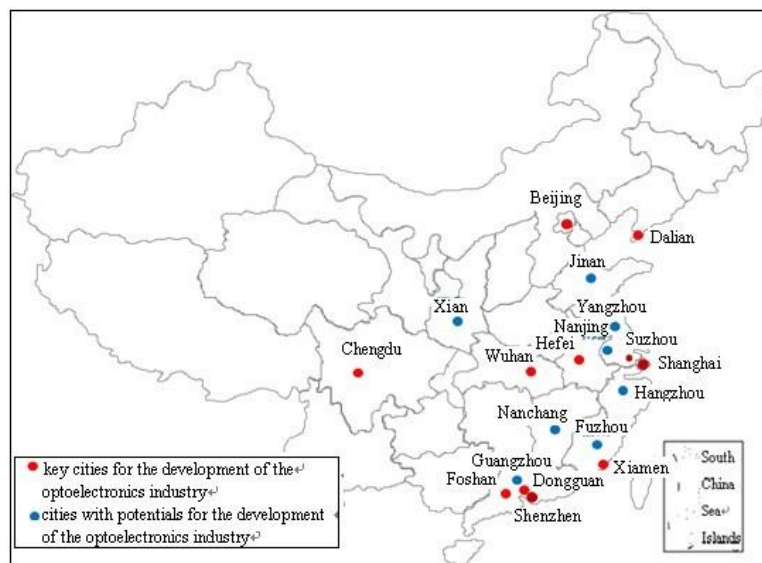 Beijing
Dalian
Jinan
Yangzhou
Xian
Nanjing
Suzhou
Hefei
Chengdu
Wuhan
Shanghai
Hangzhou
Nanchang
Fuzhou
Guangzhou
Foshan
Dongguan
Xiamen
Shenzhen
key cities for the development of the
optoelectronics industry
cities with potentials for the development
of the optoelectronics industry
South
China
Sea
Islands